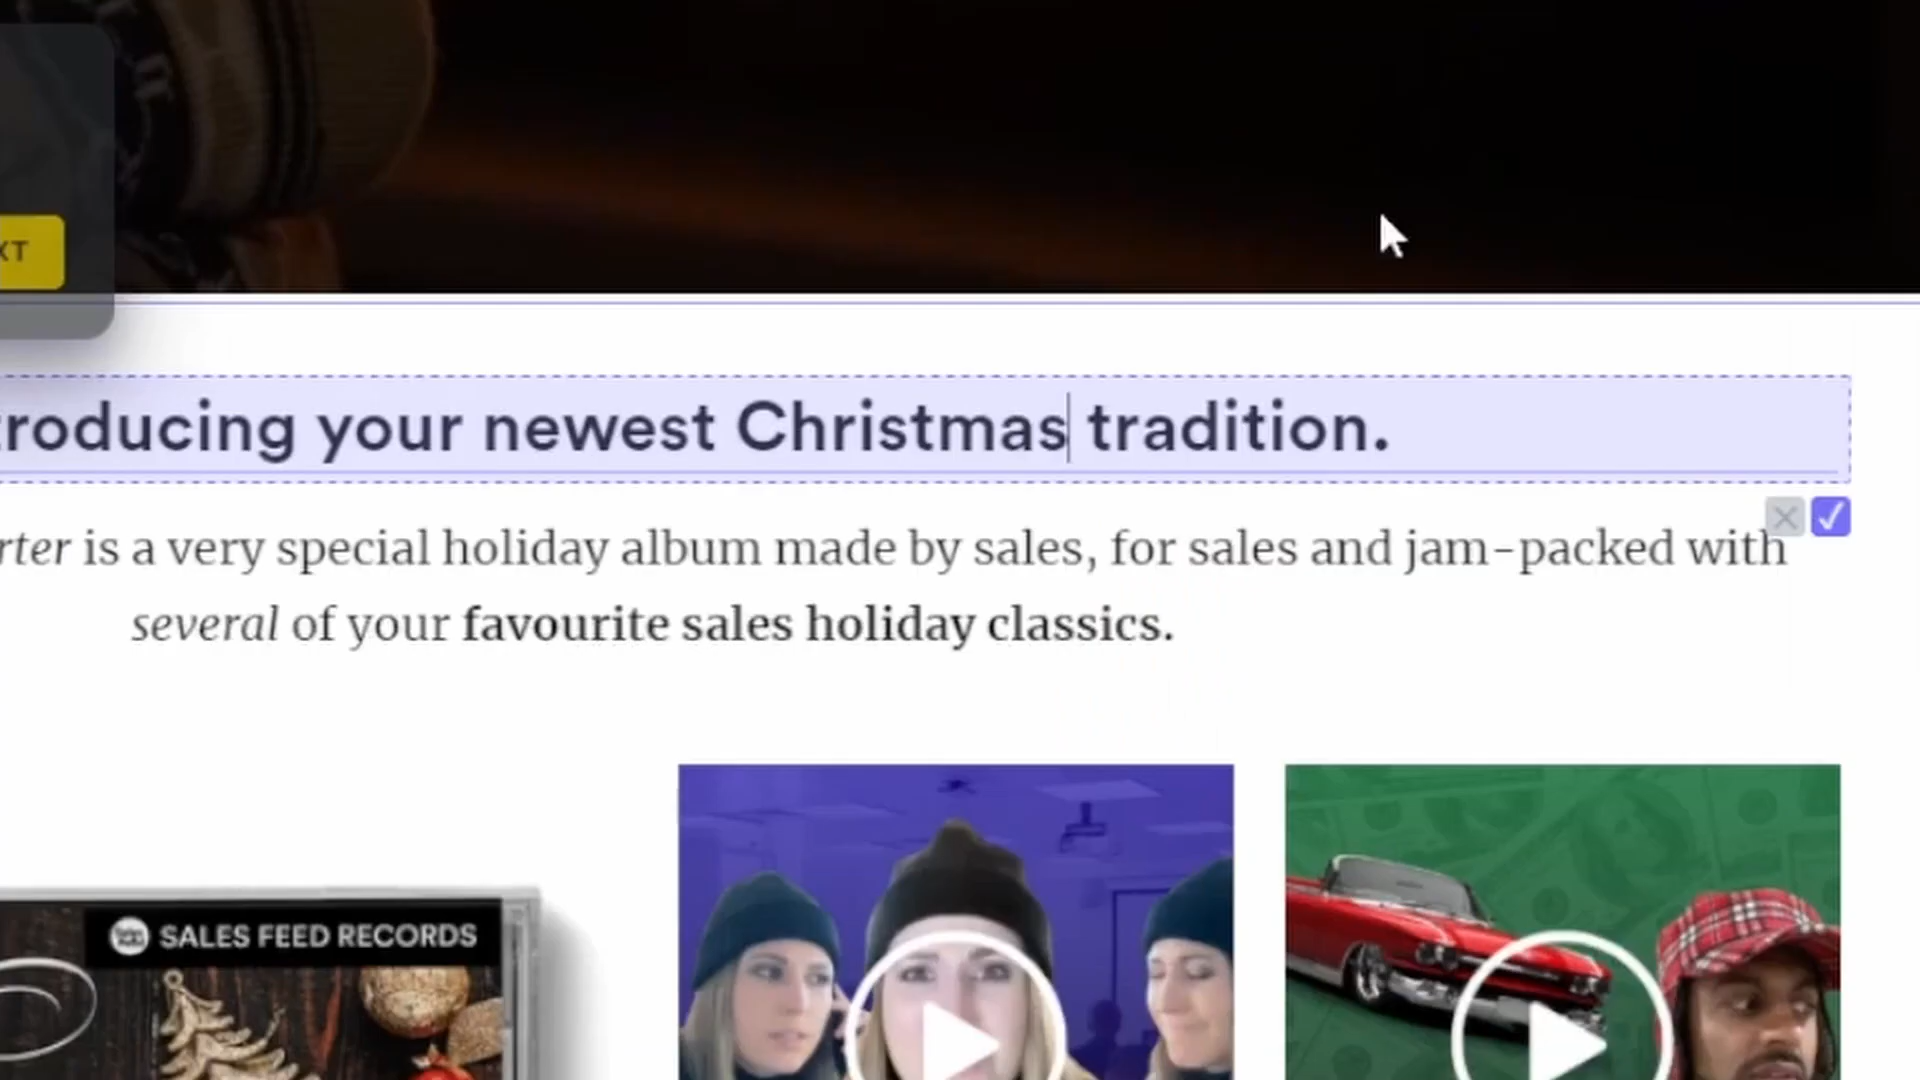 XT
troducing your newest Christmas tradition.
rter is a very special holiday album made by sales, for sales and jam-packed with
several of your favourite sales holiday classics.
SALES FEED RECORDS